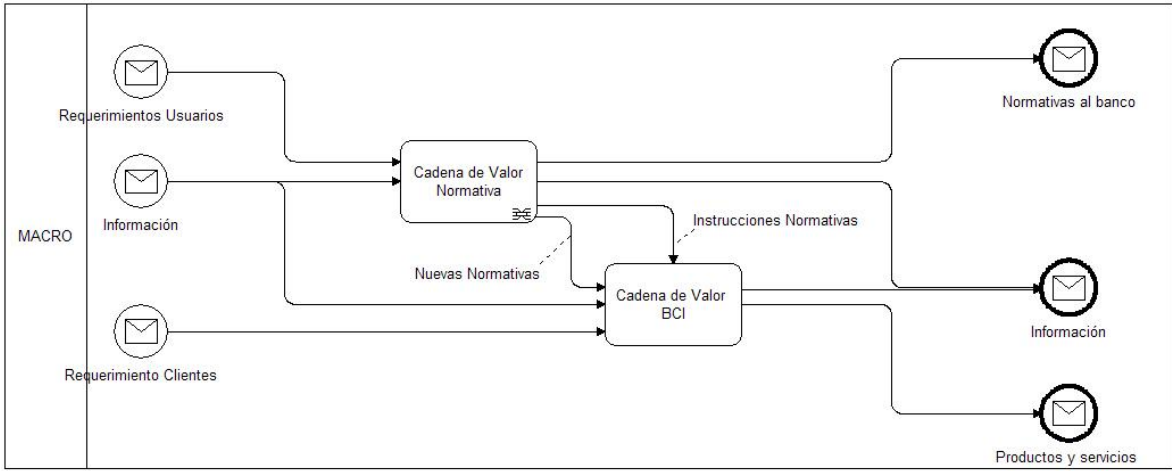 MACRO
Requerimientos Usuarios
Normativas al banco
Cadena de Valor
Normativa
Información
Instrucciones Normativas
Nuevas Normativas
Cadena de Valor
BCI
Información
Requerimiento Clientes
Productos y servicios